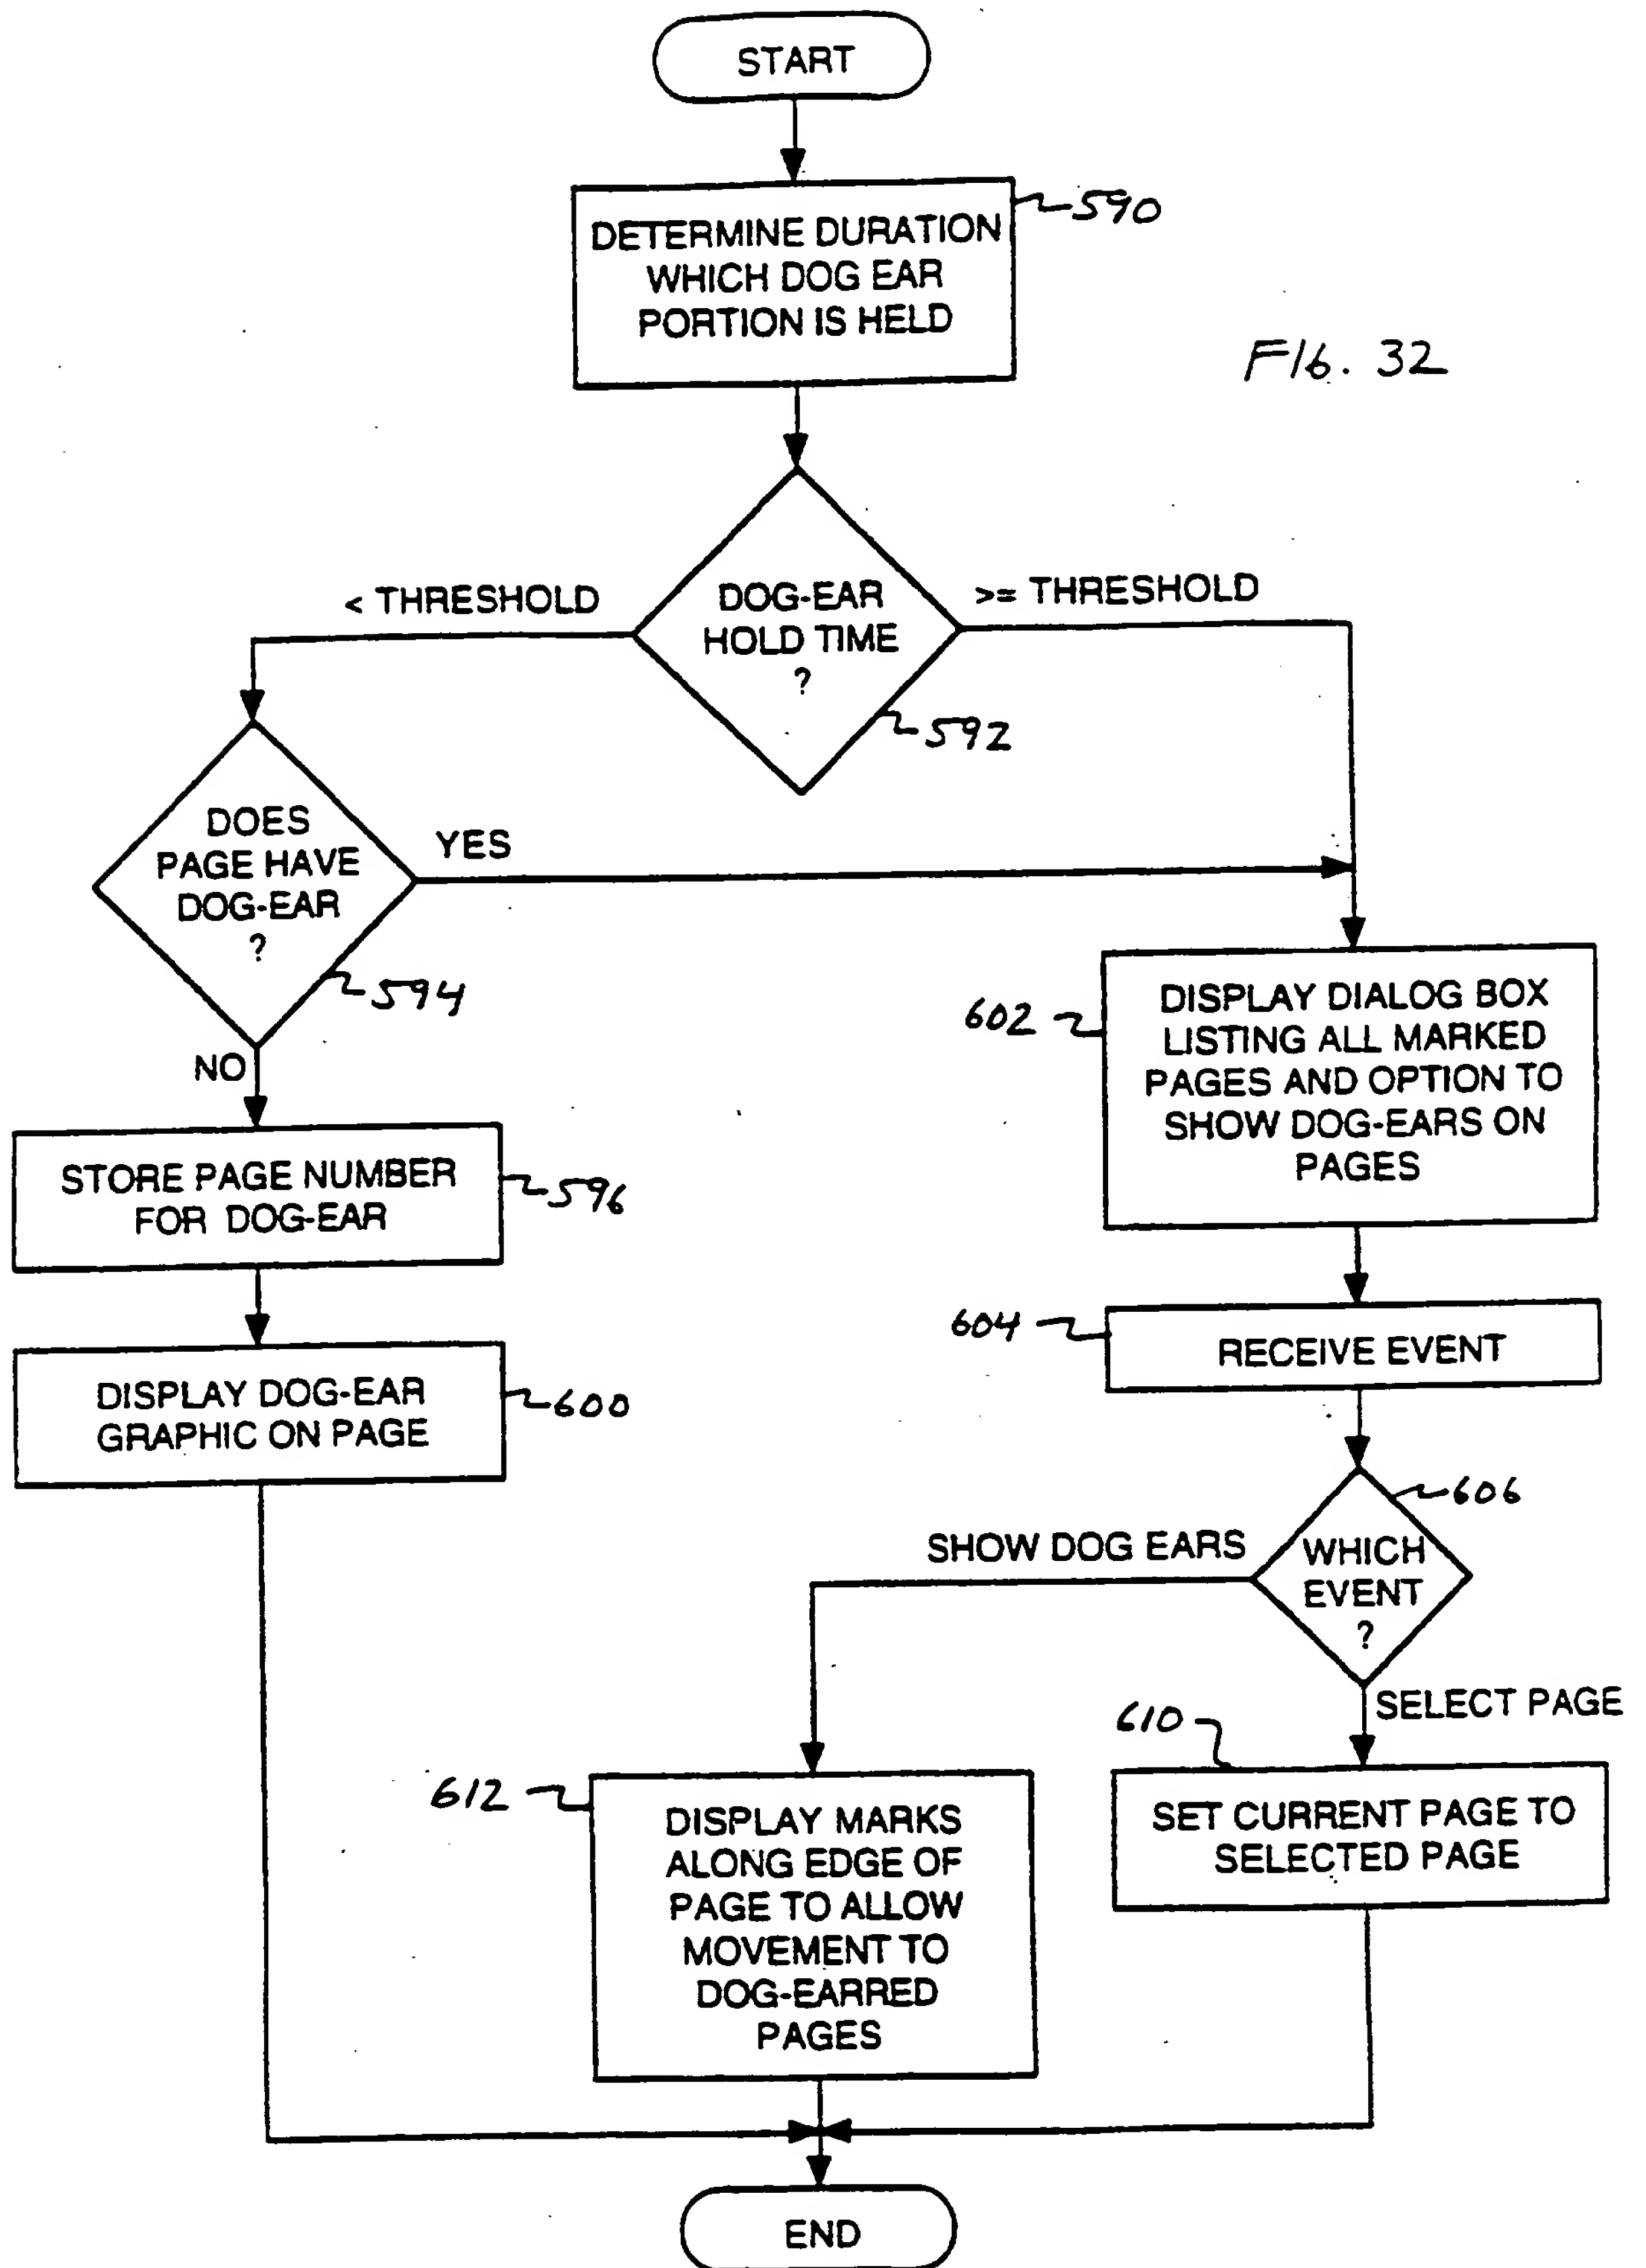 START
DETERMINE DURATION
WHICH DOG EAR
PORTION IS HELD
590
FIG. 32
< THRESHOLD
DOG-EAR
HOLD TIME
?
>= THRESHOLD
592
DOES
PAGE HAVE
DOG-EAR
?
YES
594
NO
602
DISPLAY DIALOG BOX
LISTING ALL MARKED
PAGES AND OPTION TO
SHOW DOG-EARS ON
PAGES
STORE PAGE NUMBER
FOR DOG-EAR
596
604
RECEIVE EVENT
DISPLAY DOG-EAR
GRAPHIC ON PAGE
600
606
SHOW DOG EARS
WHICH
EVENT
?
SELECT PAGE
610
612
DISPLAY MARKS
ALONG EDGE OF
PAGE TO ALLOW
MOVEMENT TO
DOG-EARRED
PAGES
SET CURRENT PAGE TO
SELECTED PAGE
END